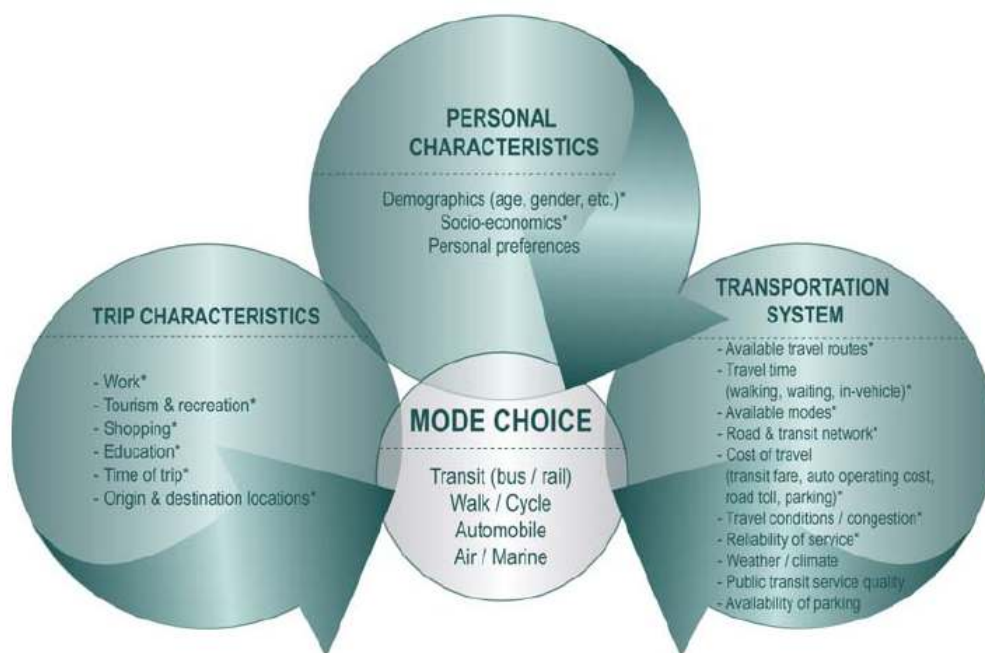 PERSONAL
CHARACTERISTICS
Demographics (age, gender, etc.)*
Socio-economics*
Personal preferences
TRIP CHARACTERISTICS
- Work*
- Tourism & recreation*
- Shopping*
- Education*
- Time of trip*
- Origin & destination locations*
MODE CHOICE
Transit (bus / rail)
Walk / Cycle
Automobile
Air / Marine
TRANSPORTATION
SYSTEM
- Available travel routes*
- Travel time
(walking, waiting, in-vehicle)*
- Available modes*
- Road & transit network*
- Cost of travel
(transit fare, auto operating cost,
road toll, parking)*
- Travel conditions / congestion*
- Reliability of service*
- Weather / climate
- Public transit service quality
- Availability of parking